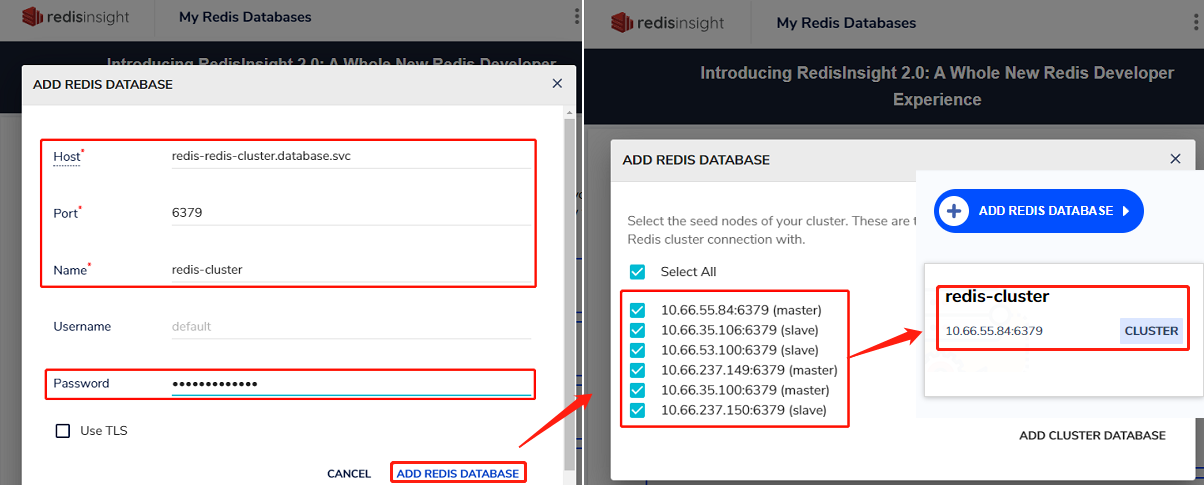 redisinsight
My Redis Databases
Introducing RedisInsight 2.0: A Whole New Redis Developer
ADD REDIS DATABASE
Host*
redis-redis-cluster.database.svc
Port*
6379
Name*
redis-cluster
Username
default
Password
•••••••••••••
Use TLS
CANCEL
ADD REDIS DATABASE
redisinsight
My Redis Databases
Introducing RedisInsight 2.0: A Whole New Redis Developer
Experience
ADD REDIS DATABASE
Select the seed nodes of your cluster. These are
Redis cluster connection with.
Select All
10.66.55.84:6379 (master)
10.66.35.106:6379 (slave)
10.66.53.100:6379 (slave)
10.66.237.149:6379 (master)
10.66.35.100:6379 (master)
10.66.237.150:6379 (slave)
ADD REDIS DATABASE
redis-cluster
10.66.55.84:6379
CLUSTER
ADD CLUSTER DATABASE